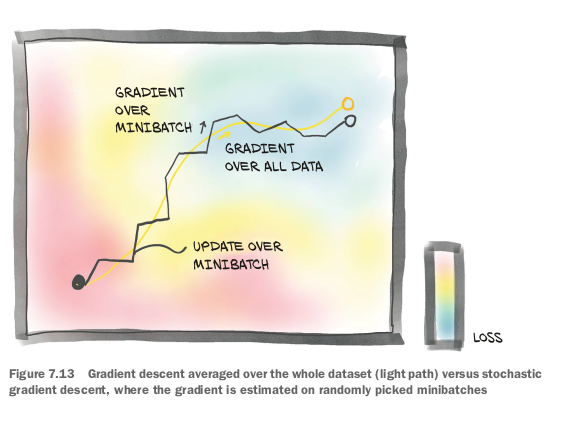 GRADIENT
OVER
MINIBATCH
GRADIENT
OVER ALL DATA
UPDATE OVER
MINIBATCH
LOSS
Figure 7.13 Gradient descent averaged over the whole dataset (light path) versus stochastic
gradient descent, where the gradient is estimated on randomly picked minibatches